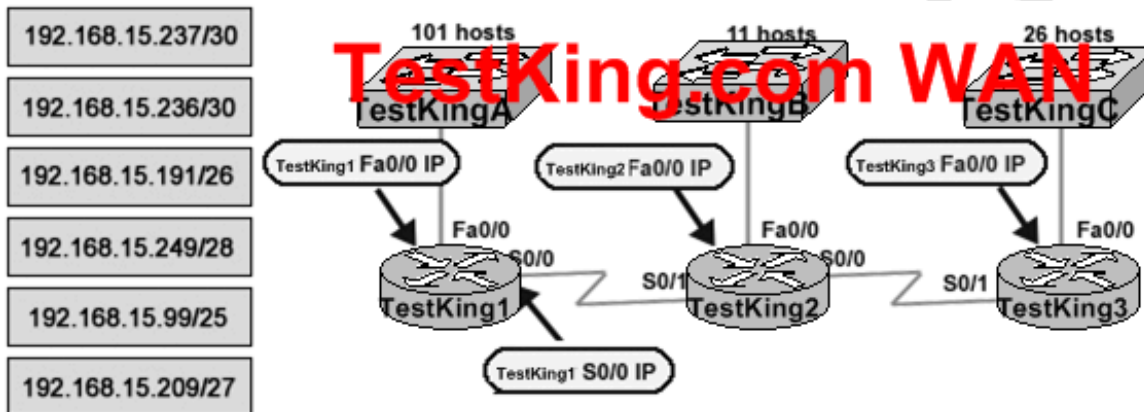 192.168.15.237/30
192.168.15.236/30
192.168.15.191/26
192.168.15.249/28
192.168.15.99/25
192.168.15.209/27
101 hosts
11 hosts
26 hosts
TestKing.com WAN
TestKingA
TestKingB
TestKingC
TestKing1 Fa0/0 IP
TestKing2 Fa0/0 IP
TestKing3 Fa0/0 IP
Fa0/0
Fa0/0
Fa0/0
S0/0
S0/1
S0/0
S0/1
TestKing1
TestKing2
TestKing3
TestKing1 S0/0 IP